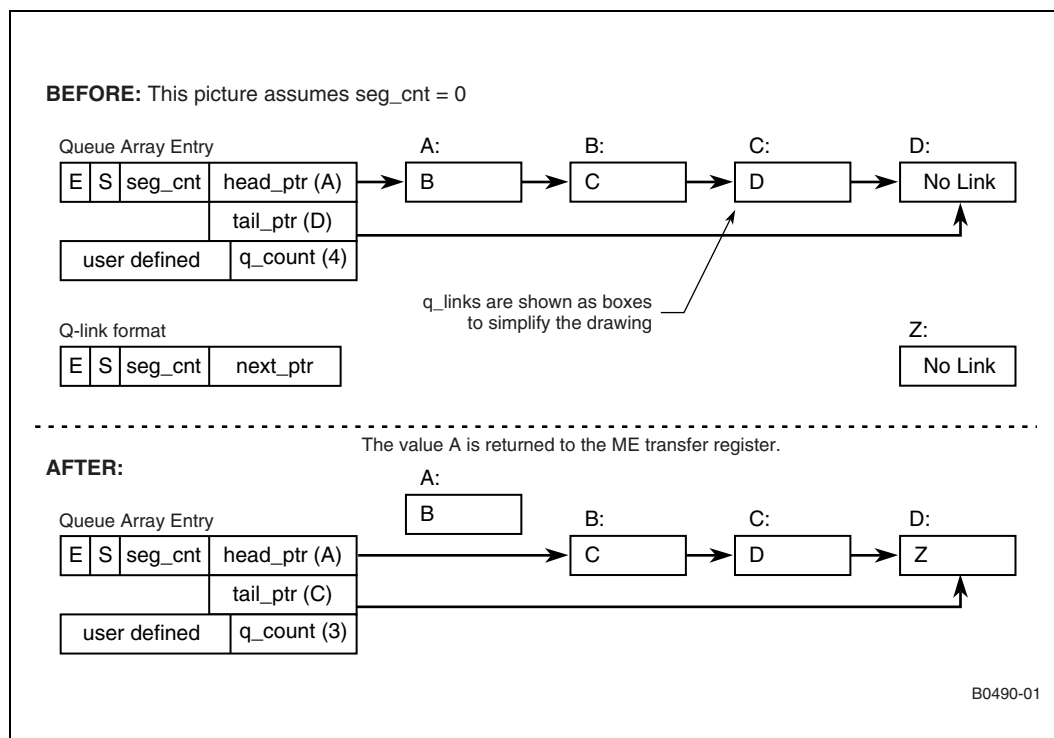 BEFORE: This picture assumes seg_cnt = 0
Queue Array Entry
A:
B:
C:
D:
E S seg_cnt head_ptr (A)
B
C
D
No Link
tail_ptr (D)
user defined q_count (4)
q_links are shown as boxes
to simplify the drawing
Q-link format
Z:
E S seg_cnt next_ptr
No Link
The value A is returned to the ME transfer register.
AFTER:
A:
B
Queue Array Entry
B:
C:
D:
E S seg_cnt head_ptr (A)
C
D
Z
tail_ptr (C)
user defined q_count (3)
B0490-01